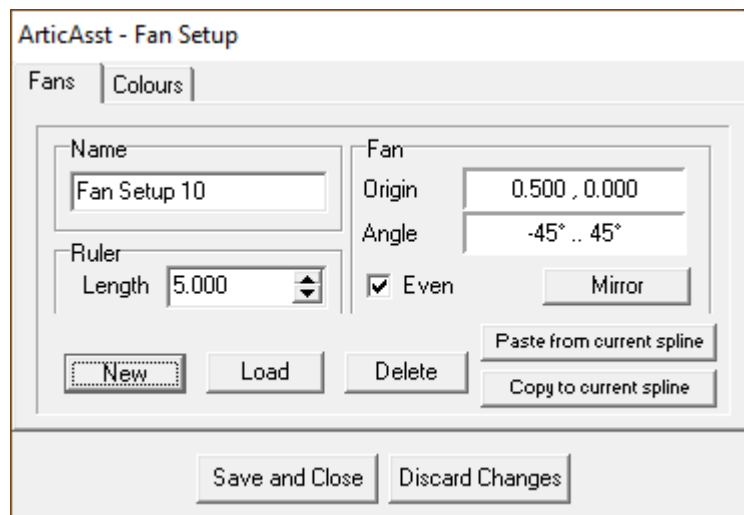 ArticAsst - Fan Setup
Fans Colours
Name
Fan Setup 10
Ruler
Length 5.000
Fan
Origin 0.500 , 0.000
Angle -45° .. 45°
Even Mirror
New Load Delete
Paste from current spline
Copy to current spline
Save and Close Discard Changes